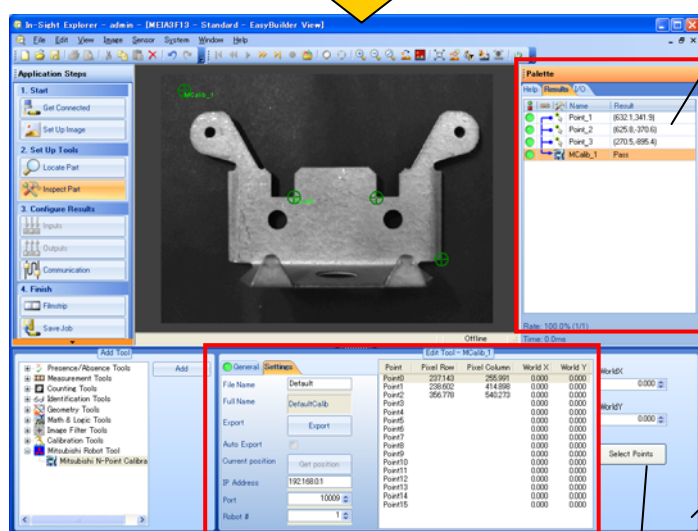 In-Sight Explorer - admin - [MEIA3F13 - Standard - EasyBuilder View]
File Edit View Image Sensor System Window Help
Application Steps
1. Start
Get Connected
Set Up Image
2. Set Up Tools
Locate Part
Inspect Part
3. Configure Results
Inputs
Outputs
Communication
4. Finish
Filmstrip
Save Job
MCalib_1
Offline
Palette
Help Results I/O
Name Result
Point_1 (632.1,341.9)
Point_2 (625.8,-370.6)
Point_3 (270.5,-895.4)
MCalib_1 Pass
Rate: 100.0% (1/1)
Time: 0.0ms
Add Tool
Presence/Absence Tools
Measurement Tools
Counting Tools
Identification Tools
Geometry Tools
Math & Logic Tools
Image Filter Tools
Calibration Tools
Mitsubishi Robot Tool
Mitsubishi N-Point Calibra
Add
Edit Tool - MCalib_1
General Settings
File Name Default
Full Name DefaultCalib
Export Export
Auto Export
Current position Get position
IP Address 192.168.0.1
Port 10009
Robot # 1
Point Pixel Row Pixel Column World X World Y
Point0 237.143 255.991 0.000 0.000
Point1 238.602 414.898 0.000 0.000
Point2 356.778 540.273 0.000 0.000
Point3 0.000 0.000
Point4 0.000 0.000
Point5 0.000 0.000
Point6 0.000 0.000
Point7 0.000 0.000
Point8 0.000 0.000
Point9 0.000 0.000
Point10 0.000 0.000
Point11 0.000 0.000
Point12 0.000 0.000
Point13 0.000 0.000
Point14 0.000 0.000
Point15 0.000 0.000
WorldX
0.000
WorldY
0.000
Select Points